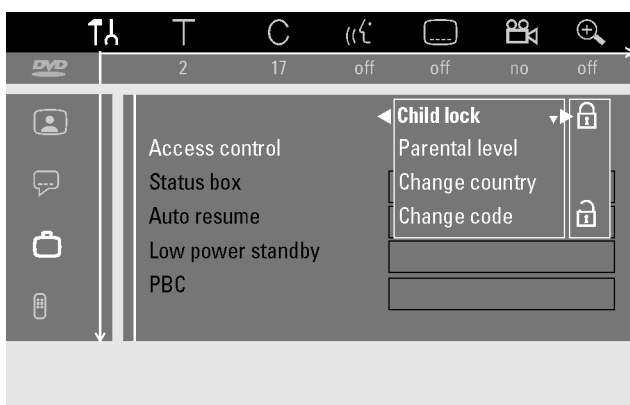 T C
DVD 2 17 off off no off
Child lock
Access control Parental level
Status box Change country
Auto resume Change code
Low power standby
PBC